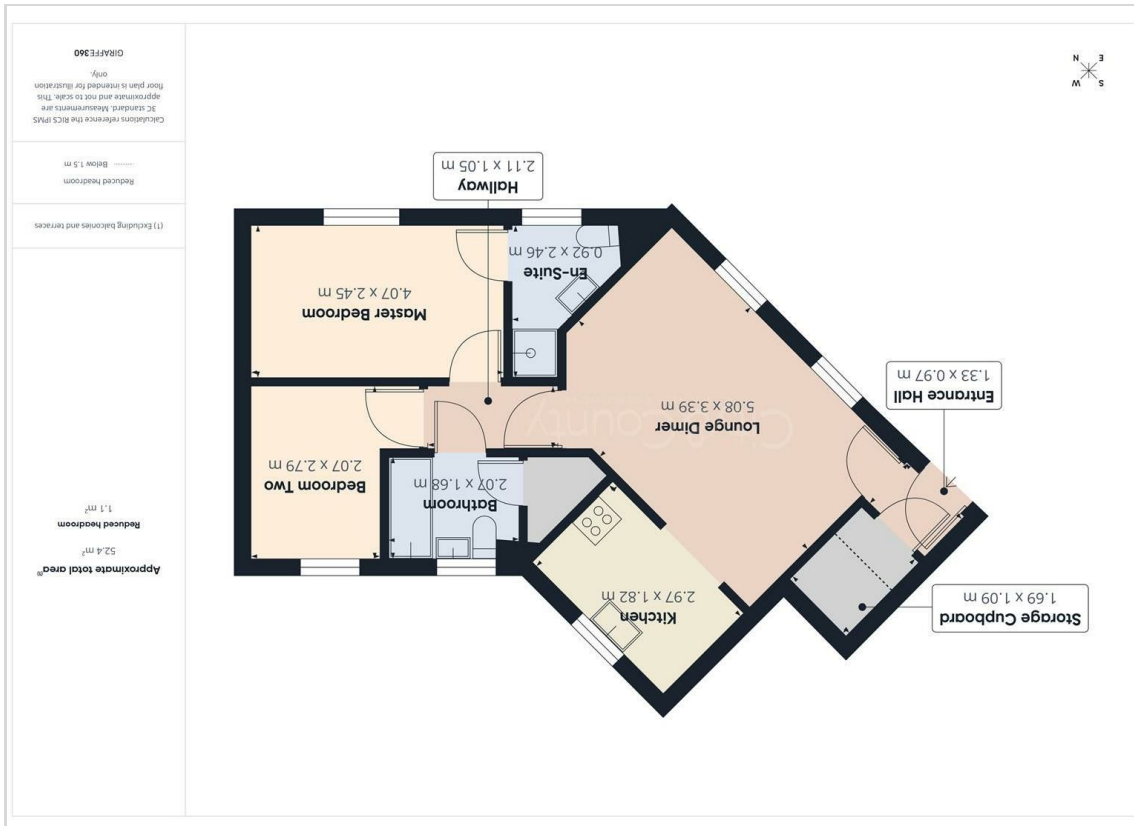 Storage Cupboard
1.69 x 1.09 m
Kitchen
2.97 x 1.82 m
Bathroom
2.07 x 1.68 m
Bedroom Two
2.07 x 2.79 m
Lounge Dimer
5.08 x 3.39 m
City & County
Entrance Hall
1.33 x 0.97 m
Master Bedroom
4.07 x 2.45 m
En-Suite
0.92 x 2.46 m
Hallway
2.11 x 1.05 m
S W
E N
Approximate total area(1)
52.4 m²
Reduced headroom
1.1 m²
(1) Excluding balconies and terraces
Reduced headroom
Below 1.5 m
Calculations reference the RICS IPMS
3C standard. Measurements are
approximate and not to scale. This
floor plan is intended for illustration
only.
GIRAFFE360